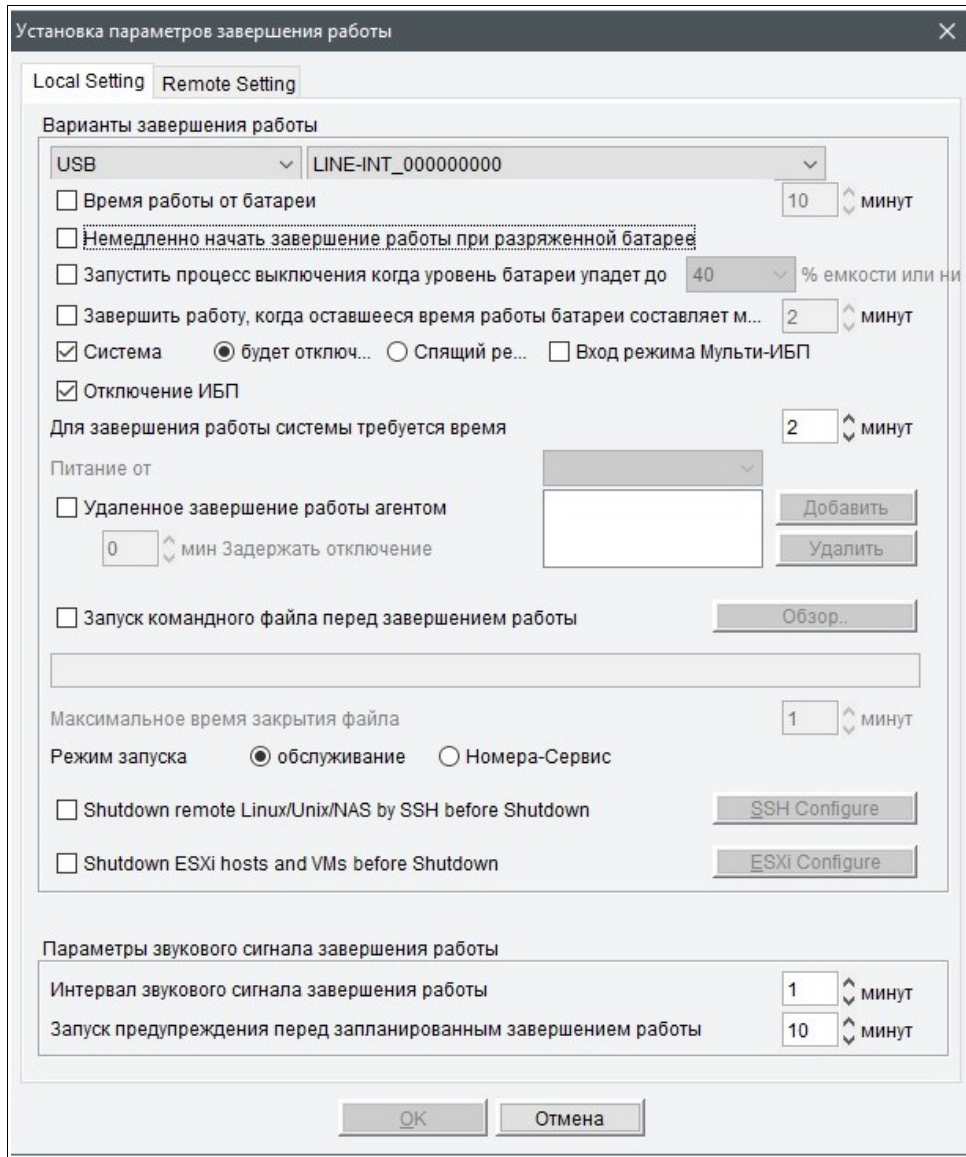 Установка параметров завершения работы
Local Setting Remote Setting
Варианты завершения работы
USB LINE-INT_000000000
Время работы от батареи 10 минут
Немедленно начать завершение работы при разряженной батарее
Запустить процесс выключения когда уровень батареи упадет до 40 % емкости или ни
Завершить работу, когда оставшееся время работы батареи составляет м... 2 минут
Система будет отключ... Спящий ре... Вход режима Мульти-ИБП
Отключение ИБП
Для завершения работы системы требуется время 2 минут
Питание от
Удаленное завершение работы агентом Добавить
0 мин Задержать отключение Удалить
Запуск командного файла перед завершением работы Обзор..
Максимальное время закрытия файла 1 минут
Режим запуска обслуживание Номера-Сервис
Shutdown remote Linux/Unix/NAS by SSH before Shutdown SSH Configure
Shutdown ESXi hosts and VMs before Shutdown ESXi Configure
Параметры звукового сигнала завершения работы
Интервал звукового сигнала завершения работы 1 минут
Запуск предупреждения перед запланированным завершением работы 10 минут
OK Отмена